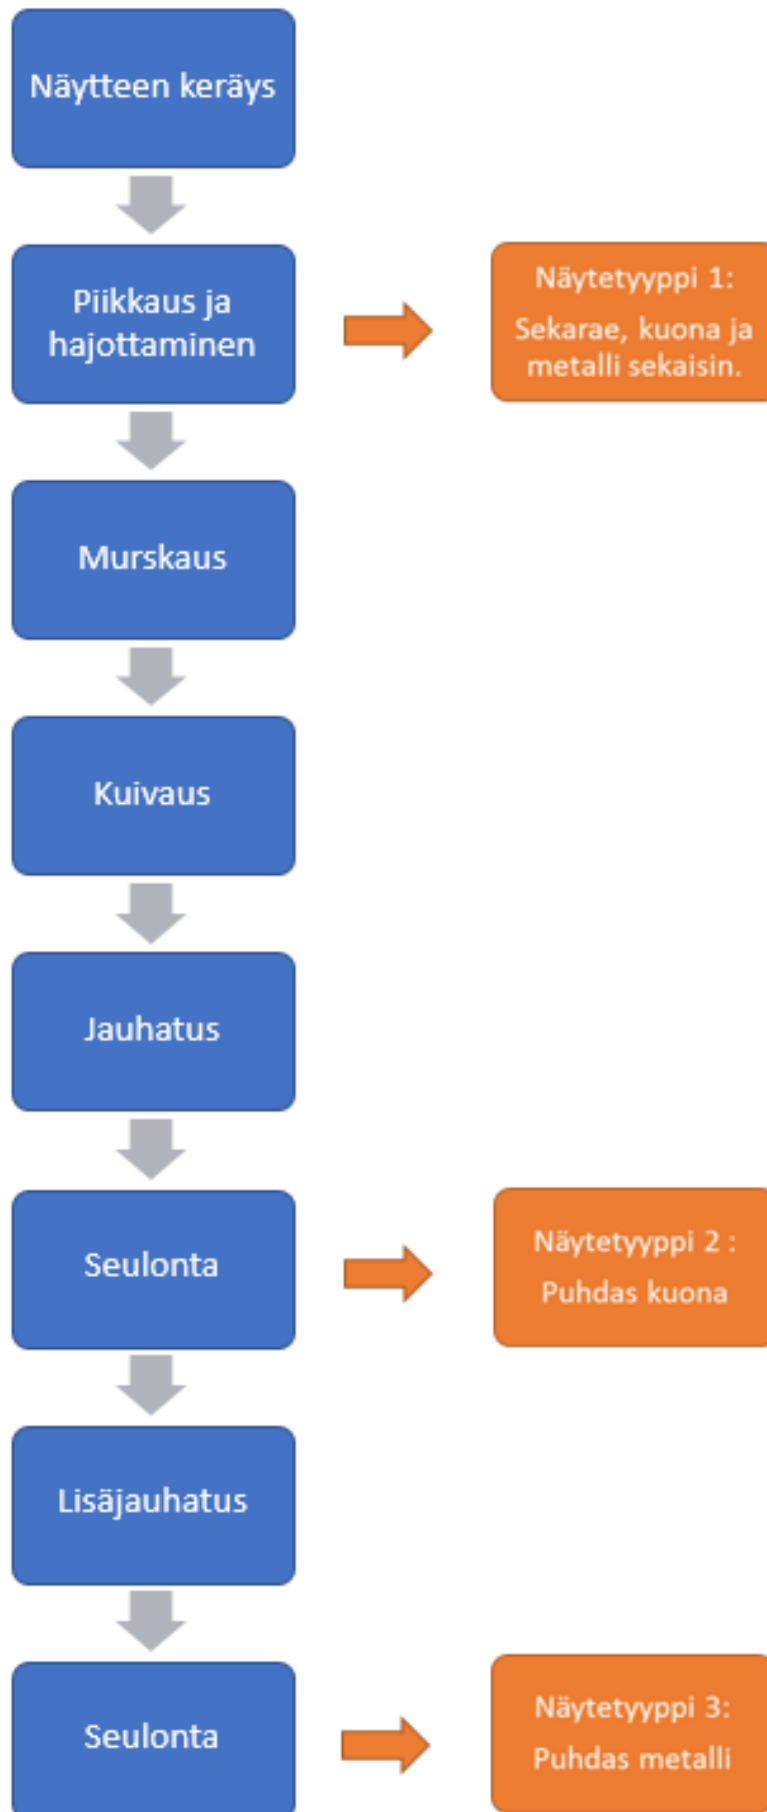 Näytteen keräys
Piikkaus ja
hajottaminen
Näytetyyppi 1:
Sekarae, kuona ja
metalli sekaisin.
Murskaus
Kuivaus
Jauhatus
Seulonta
Näytetyyppi 2 :
Puhdas kuona
Lisäjauhatus
Seulonta
Näytetyyppi 3:
Puhdas metalli